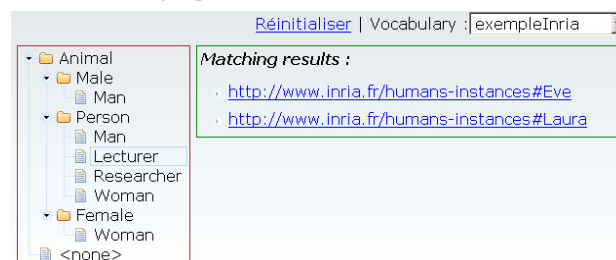 Réinitialiser | Vocabulary : exempleInria
Animal
Male
Man
Person
Man
Lecturer
Researcher
Woman
Female
Woman
<none>
Matching results :
http://www.inria.fr/humans-instances#Eve
http://www.inria.fr/humans-instances#Laura